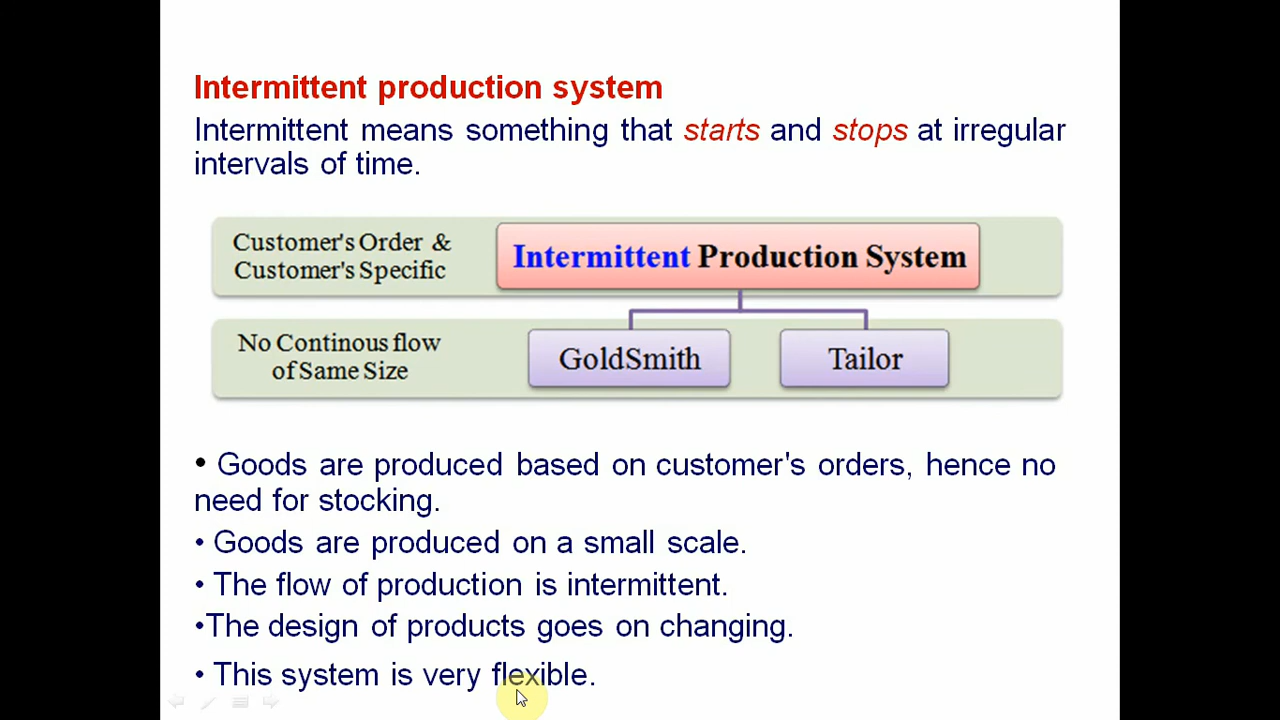 Intermittent production system
Intermittent means something that starts and stops at irregular
intervals of time.
Customer's Order &
Customer's Specific
Intermittent Production System
No Continous flow
of Same Size
GoldSmith
Tailor
• Goods are produced based on customer's orders, hence no
need for stocking.
• Goods are produced on a small scale.
• The flow of production is intermittent.
•The design of products goes on changing.
• This system is very flexible.